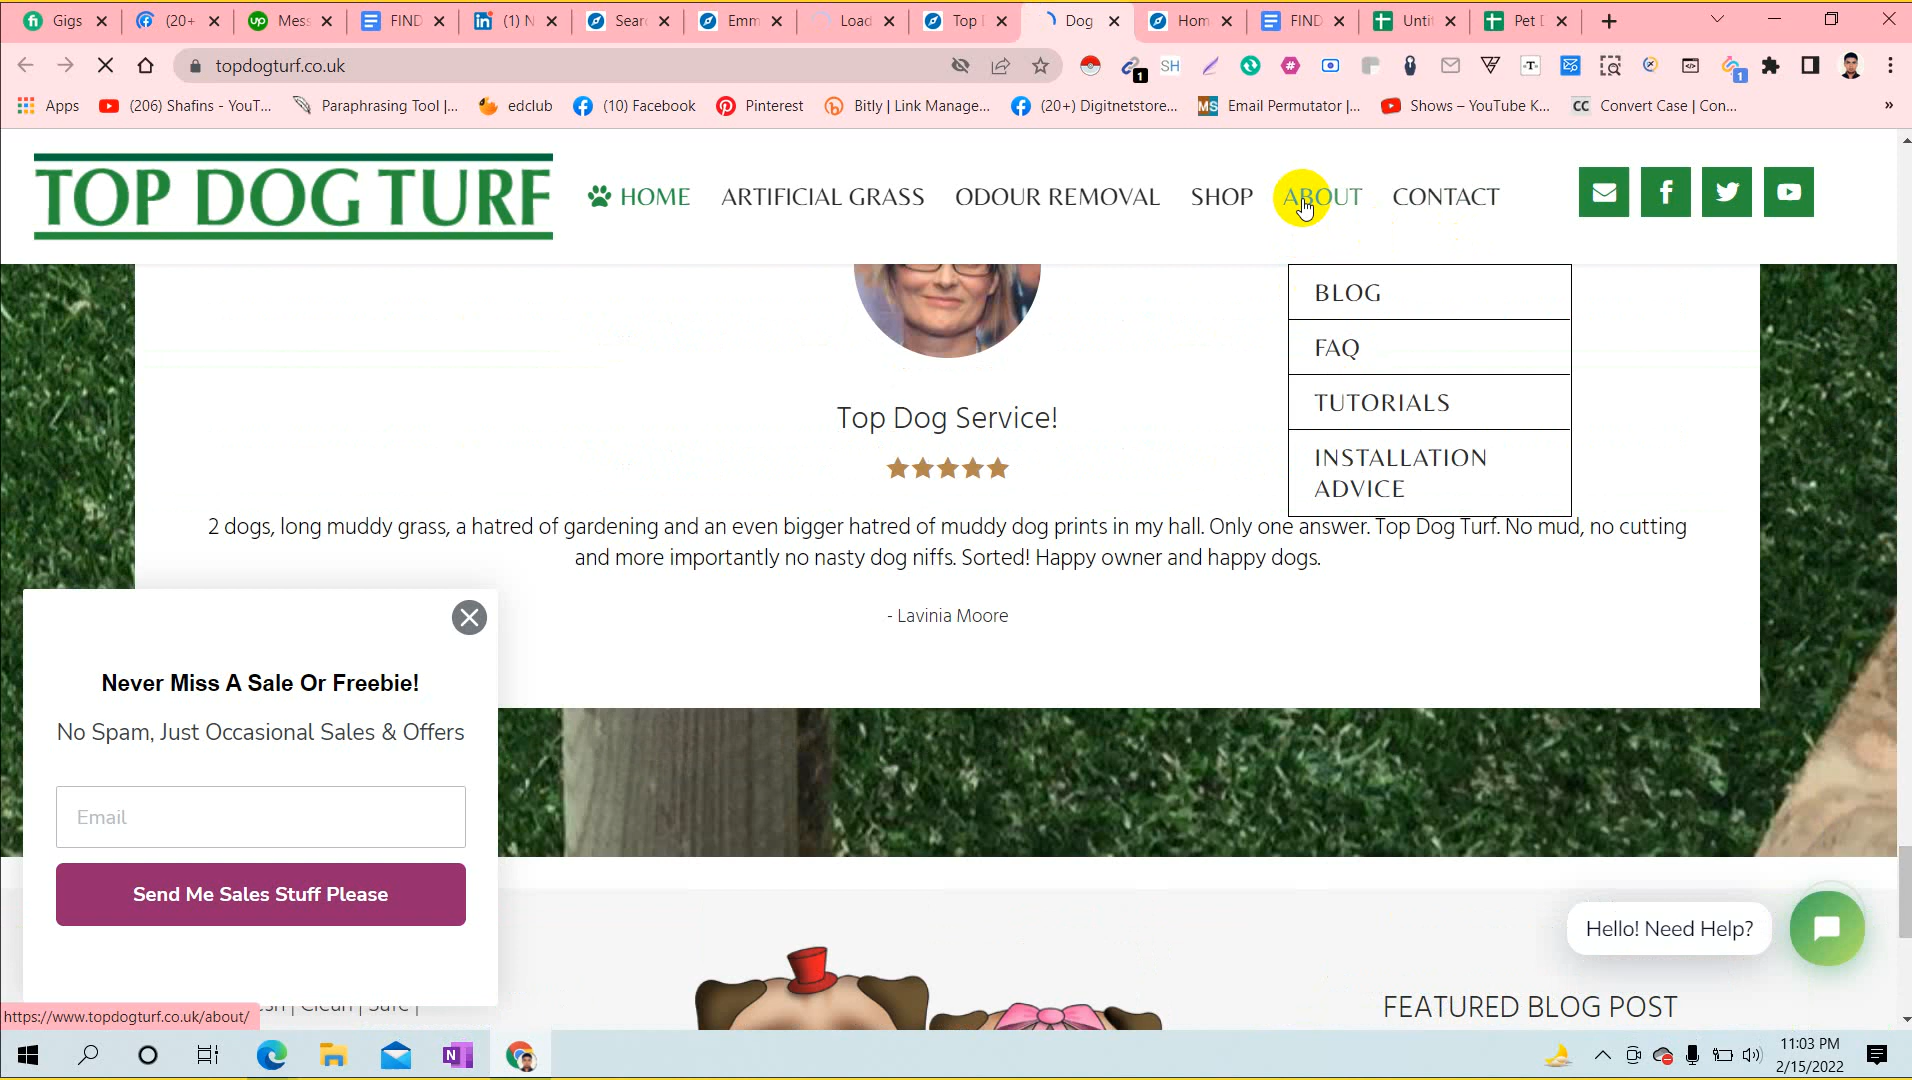 Gigs
(20+
Mess
FIND
(1) N
Sear
Emm
Load
Top
Dog
Hom
FIND
Unti
Pet D
topdogturf.co.uk
Apps
(206) Shafins - YouT...
Paraphrasing Tool |...
edclub
(10) Facebook
Pinterest
Bitly | Link Manage...
(20+) Digitnetstore...
Email Permutator |...
Shows – YouTube K...
Convert Case | Con...
TOP DOG TURF
HOME
ARTIFICIAL GRASS
ODOUR REMOVAL
SHOP
ABOUT
CONTACT
BLOG
FAQ
TUTORIALS
INSTALLATION
ADVICE
Top Dog Service!
2 dogs, long muddy grass, a hatred of gardening and an even bigger hatred of muddy dog prints in my hall. Only one answer. Top Dog Turf. No mud, no cutting
and more importantly no nasty dog niffs. Sorted! Happy owner and happy dogs.
- Lavinia Moore
Never Miss A Sale Or Freebie!
No Spam, Just Occasional Sales & Offers
Email
Send Me Sales Stuff Please
Hello! Need Help?
FEATURED BLOG POST
https://www.topdogturf.co.uk/about/
11:03 PM
2/15/2022